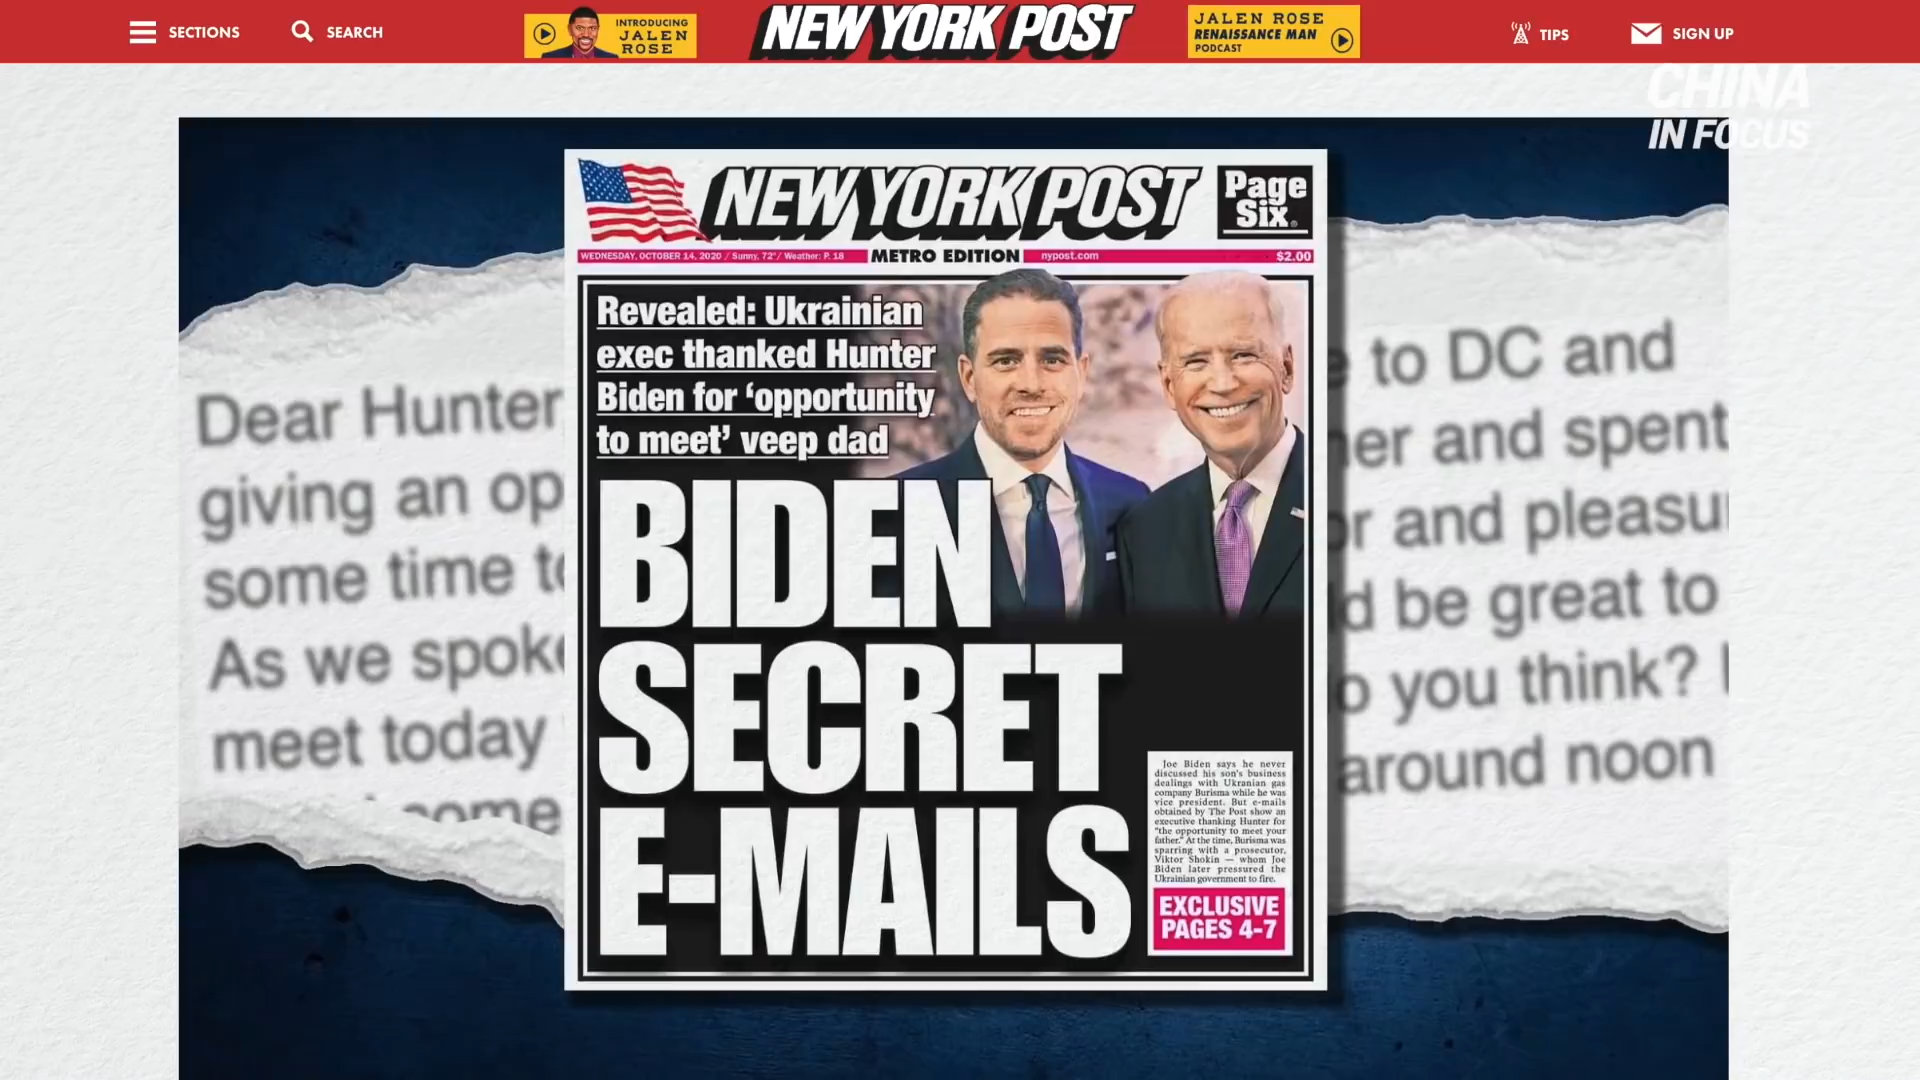 SECTIONS
SEARCH
INTRODUCING
JALEN
ROSE
NEW YORK POST
JALEN ROSE
RENAISSANCE MAN
PODCAST
TIPS
SIGN UP
CHINA
IN FOCUS
NEW YORK POST
Page
Six®
WEDNESDAY, OCTOBER 14, 2020 / Sunny, 72°/ Weather: P. 18
METRO EDITION
nypost.com
$2.00
Revealed: Ukrainian
exec thanked Hunter
Biden for ‘opportunity
to meet’ veep dad
BIDEN
SECRET
E-MAILS
Joe Biden says he never
discussed his son's business
dealings with Ukranian gas
company Burisma while he was
vice president. But e-mails
obtained by The Post show an
executive thanking Hunter for
"the opportunity to meet your
father." At the time, Burisma was
sparring with a prosecutor,
Viktor Shokin — whom Joe
Biden later pressured the
Ukrainian government to fire.
EXCLUSIVE
PAGES 4-7
Dear Hunter
giving an op
some time to
As we spoke
meet today
come
to DC and
er and spent
r and pleasu
d be great to
o you think?
around noon